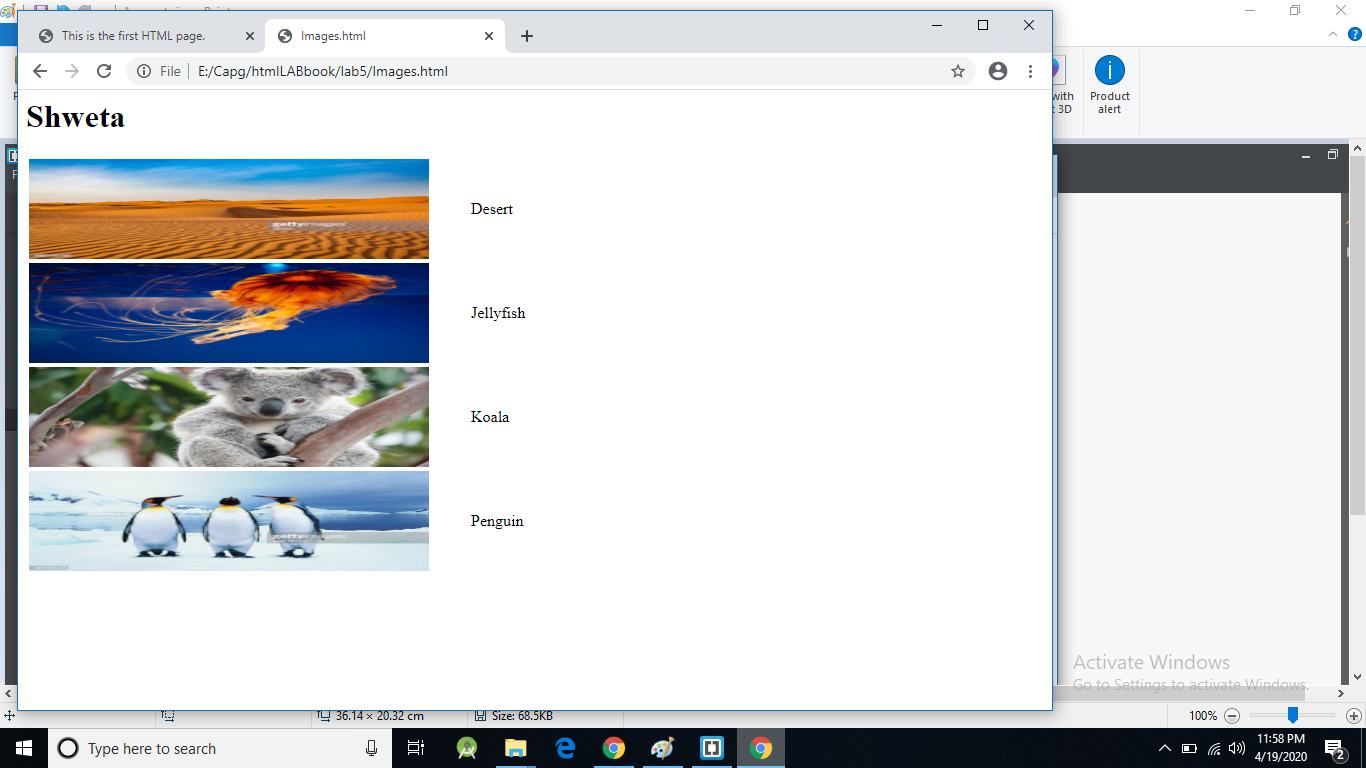 This is the first HTML page.
Images.html
File
E:/Capg/htmlLABbook/lab5/Images.html
Product
alert
with
3D
Shweta
gettyimages
Desert
Jellyfish
Koala
gettyimages
Penguin
Activate Windows
Go to Settings to activate Windows.
36.14 × 20.32 cm
Size: 68.5KB
100%
Type here to search
11:58 PM
4/19/2020
2